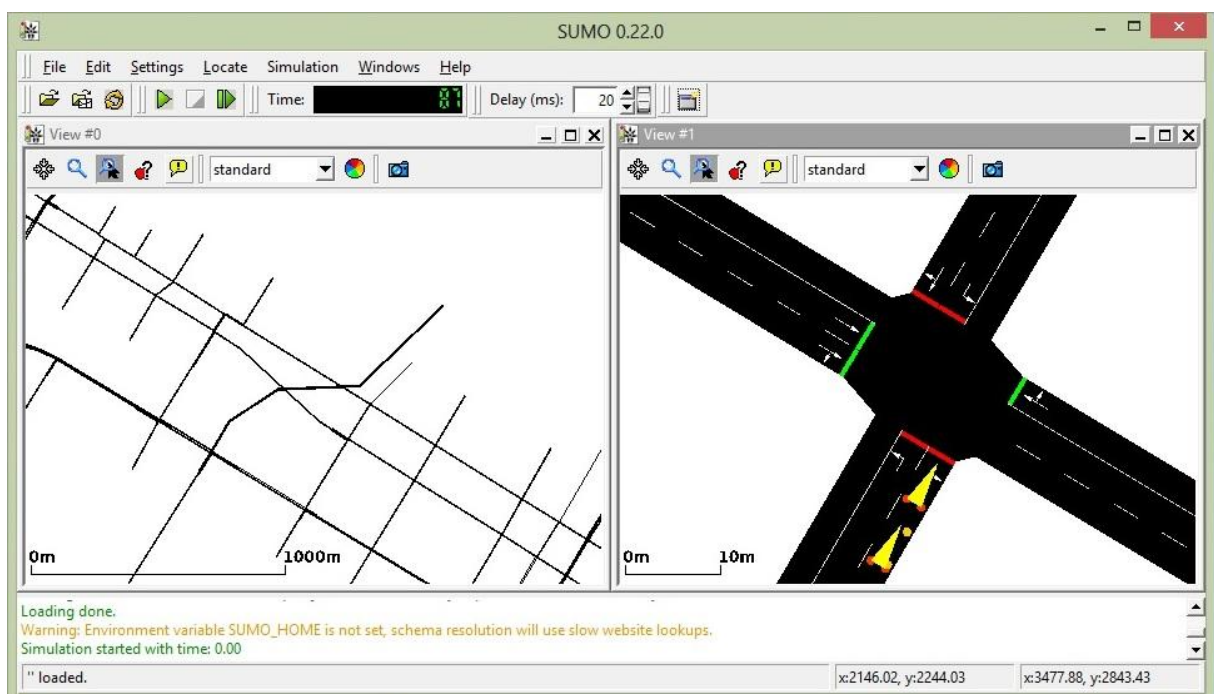 SUMO 0.22.0
File Edit Settings Locate Simulation Windows Help
Time: 87 Delay (ms): 20
View #0
View #1
standard
standard
0m 1000m
0m 10m
Loading done.
Warning: Environment variable SUMO_HOME is not set, schema resolution will use slow website lookups.
Simulation started with time: 0.00
'' loaded.
x:2146.02, y:2244.03
x:3477.88, y:2843.43